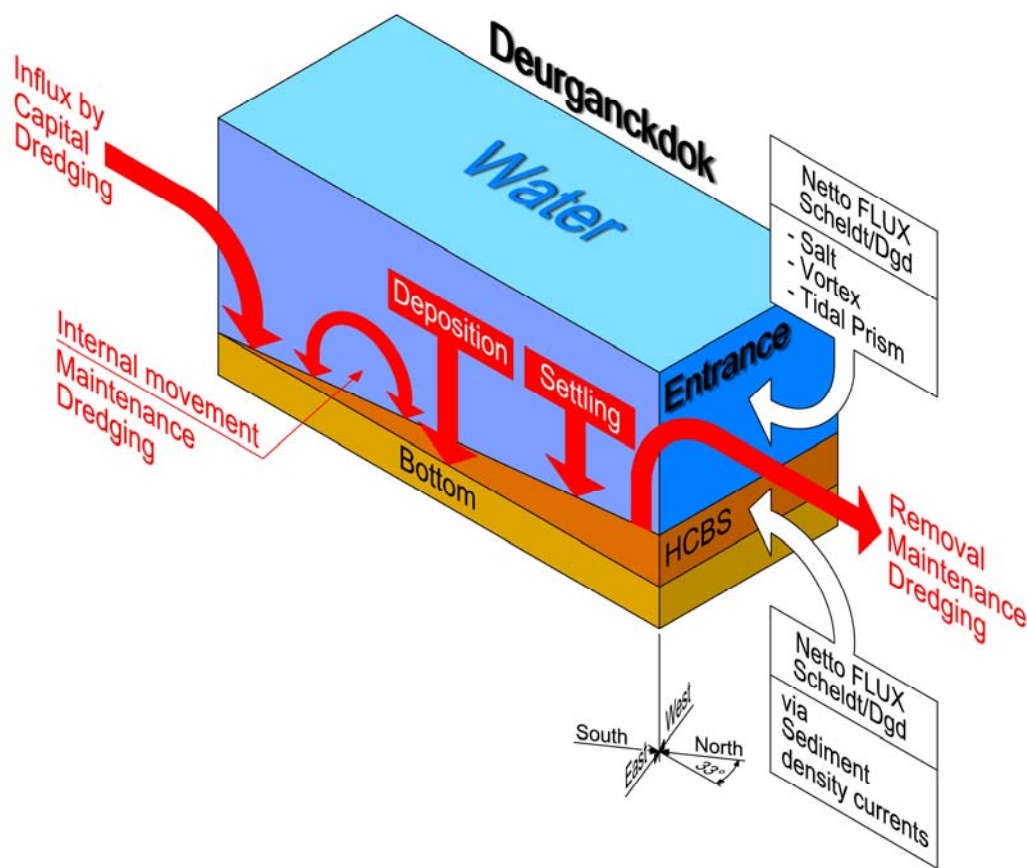 Deurganckdok
Water
Influx by
Capital
Dredging
Netto FLUX
Scheldt/Dgd
- Salt
- Vortex
- Tidal Prism
Deposition
Settling
Entrance
Internal movement
Maintenance
Dredging
Bottom
HCBS
Removal
Maintenance
Dredging
Netto FLUX
Scheldt/Dgd
via
Sediment
density currents
West
South
North
East
33°